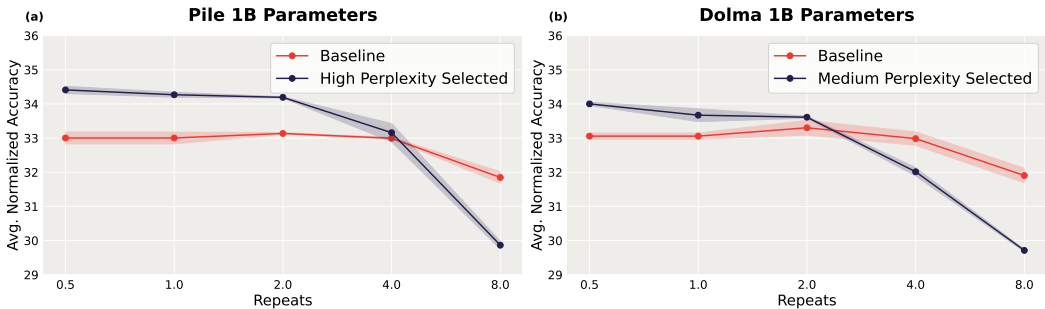 (a)
Pile 1B Parameters
Avg. Normalized Accuracy
36
35
34
33
32
31
30
29
Baseline
High Perplexity Selected
0.5 1.0 2.0 4.0 8.0
Repeats
(b)
Dolma 1B Parameters
Avg. Normalized Accuracy
36
35
34
33
32
31
30
29
Baseline
Medium Perplexity Selected
0.5 1.0 2.0 4.0 8.0
Repeats